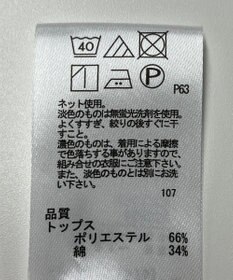 40
P
P63
ネット使用。
淡色のものは無蛍光洗剤を使用。
よくすすぎ、絞りの後すぐに干
すこと。
濃色のものは、着用による摩擦
で色落ちする事がありますので、
組み合せの衣類にご注意下さい。
また、淡色のものとは別にお洗
い下さい。
107
品質
トップス
ポリエステル 66%
綿 34%